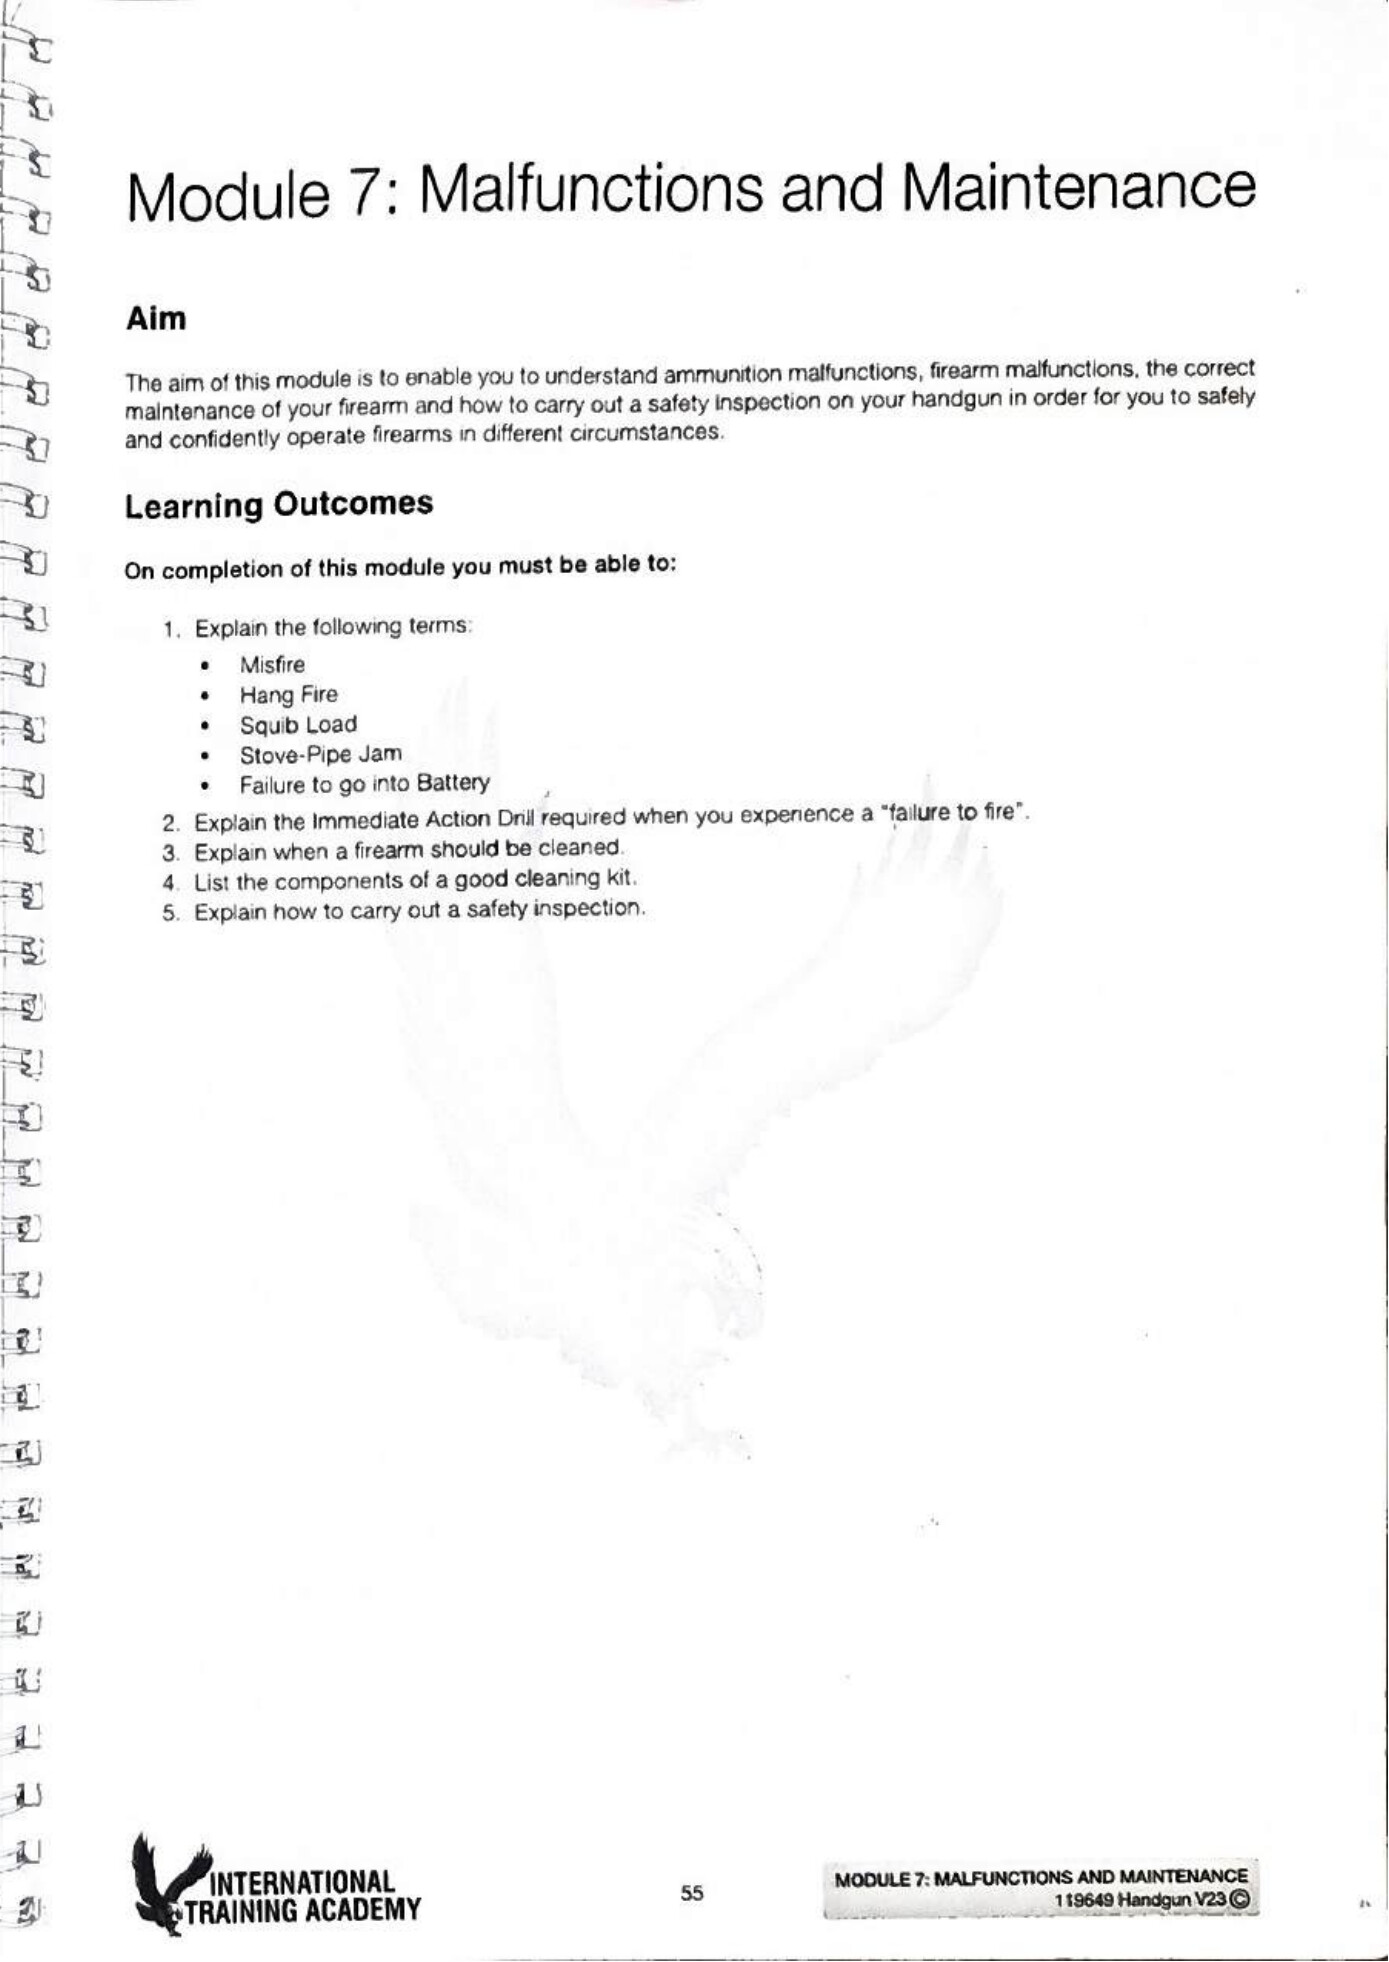 Module 7: Malfunctions and Maintenance
Aim
The aim of this module is to enable you to understand ammunition malfunctions, firearm malfunctions, the correct
maintenance of your firearm and how to carry out a safety inspection on your handgun in order for you to safely
and confidently operate firearms in different circumstances.
Learning Outcomes
On completion of this module you must be able to:
1. Explain the following terms:
• Misfire
• Hang Fire
• Squib Load
• Stove-Pipe Jam
• Failure to go into Battery
2. Explain the Immediate Action Drill required when you experience a "failure to fire".
3. Explain when a firearm should be cleaned.
4. List the components of a good cleaning kit.
5. Explain how to carry out a safety inspection.
INTERNATIONAL
TRAINING ACADEMY
55
MODULE 7: MALFUNCTIONS AND MAINTENANCE
119649 Handgun V23©